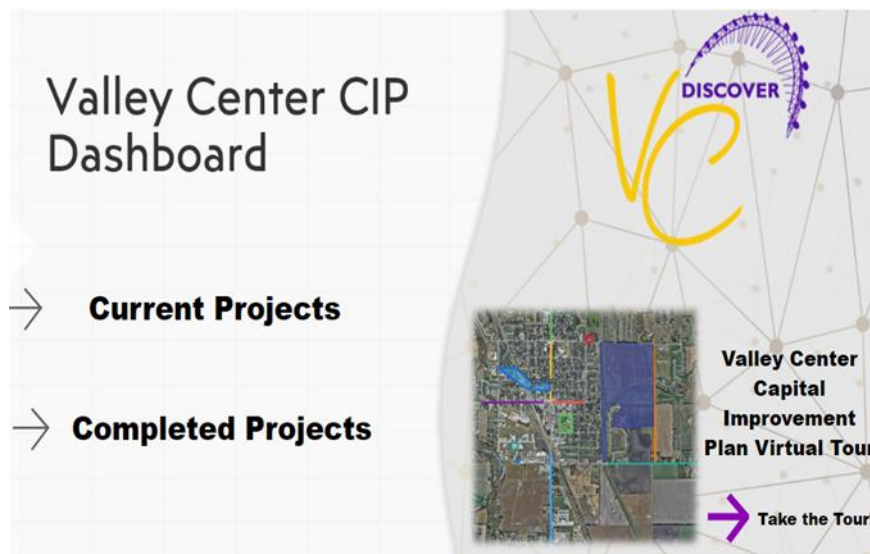 Valley Center CIP
Dashboard
DISCOVER
VC
Current Projects
Completed Projects
Valley Center
Capital
Improvement
Plan Virtual Tour
Take the Tour